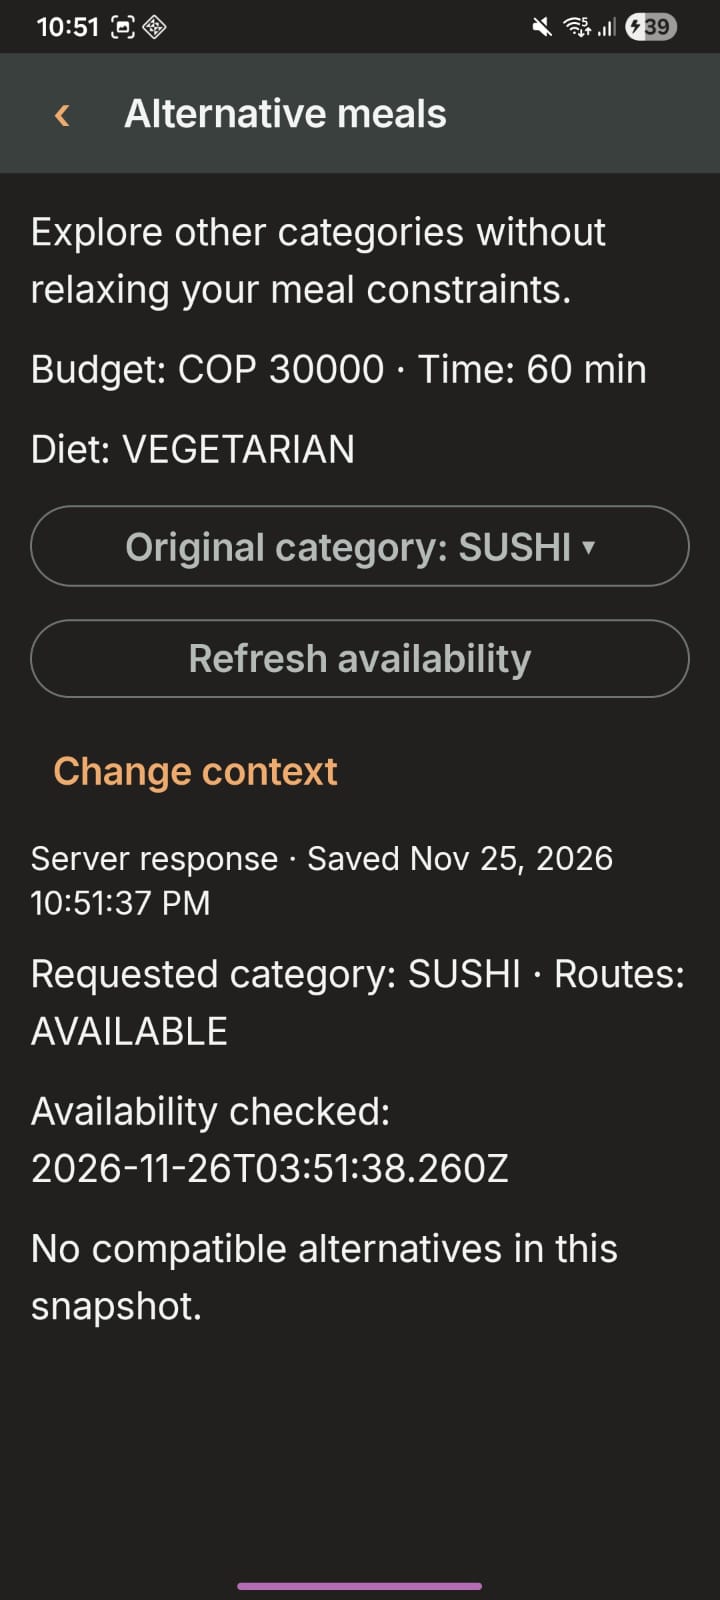 10:51
39
Alternative meals
Explore other categories without
relaxing your meal constraints.
Budget: COP 30000 · Time: 60 min
Diet: VEGETARIAN
Original category: SUSHI ▾
Refresh availability
Change context
Server response · Saved Nov 25, 2026
10:51:37 PM
Requested category: SUSHI · Routes:
AVAILABLE
Availability checked:
2026-11-26T03:51:38.260Z
No compatible alternatives in this
snapshot.